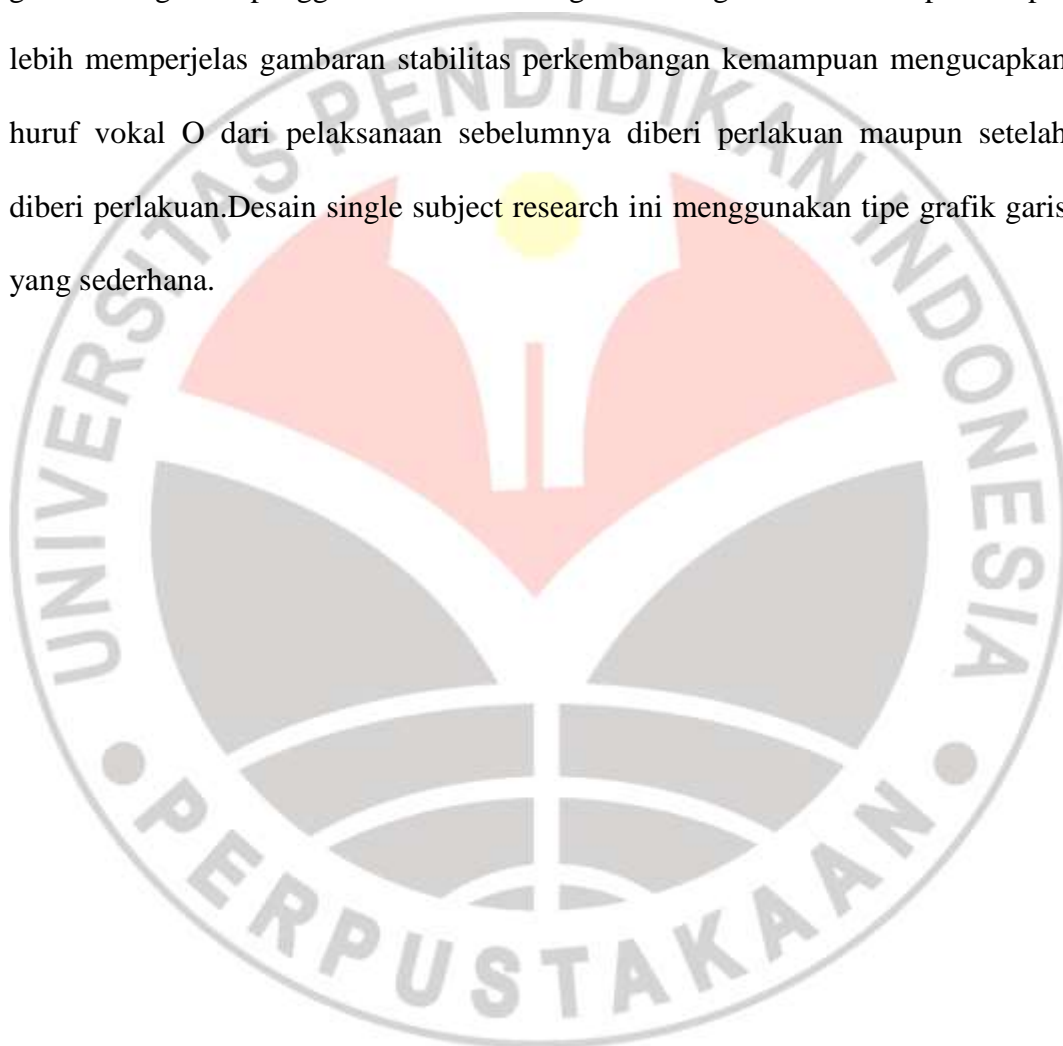 lebih memperjelas gambaran stabilitas perkembangan kemampuan mengucapkan
huruf vokal O dari pelaksanaan sebelumnya diberi perlakuan maupun setelah
diberi perlakuan.Desain single subject research ini menggunakan tipe grafik garis
yang sederhana.
UNIVERSITAS PENDIDIKAN INDONESIA
PERPUSTAKAAN